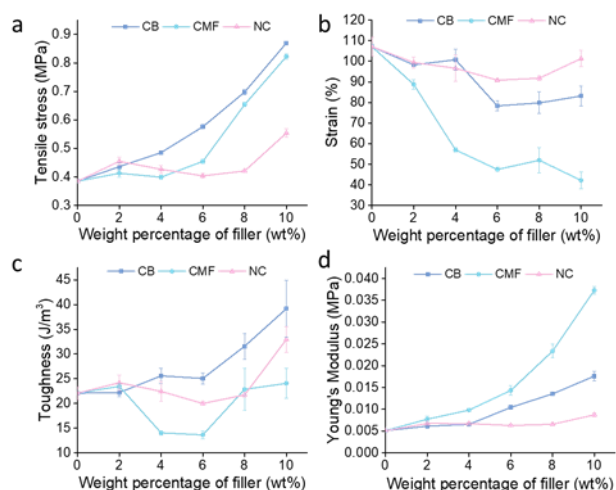 a
CB CMF NC
Tensile stress (MPa)
0.9
0.8
0.7
0.6
0.5
0.4
0.3
0 2 4 6 8 10
Weight percentage of filler (wt%)
b
CB CMF NC
Strain (%)
120
110
100
90
80
70
60
50
40
30
0 2 4 6 8 10
Weight percentage of filler (wt%)
c
CB CMF NC
Toughness (J/m³)
45
40
35
30
25
20
15
10
0 2 4 6 8 10
Weight percentage of filler (wt%)
d
CB CMF NC
Young's Modulus (MPa)
0.040
0.035
0.030
0.025
0.020
0.015
0.010
0.005
0.000
0 2 4 6 8 10
Weight percentage of filler (wt%)